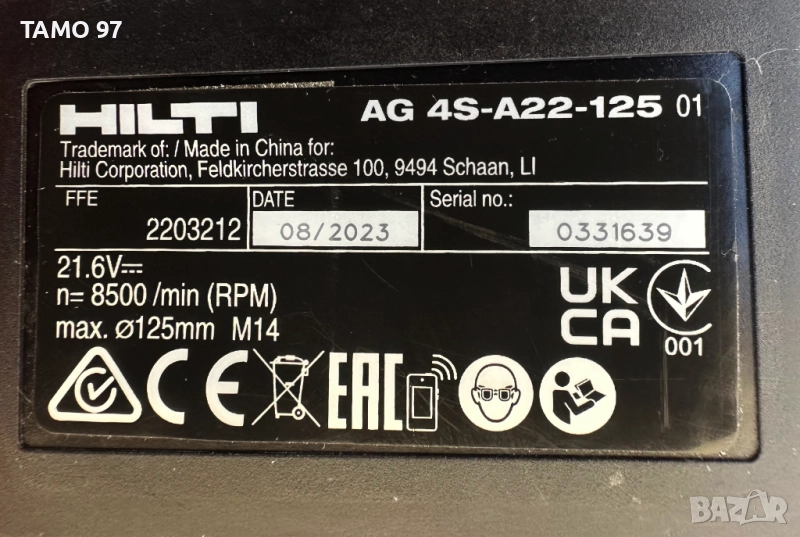 TAMO 97
HILTI AG 4S-A22-125 01
Trademark of: / Made in China for:
Hilti Corporation, Feldkircherstrasse 100, 9494 Schaan, LI
FFE DATE Serial no.:
2203212 08/2023 0331639
21.6V⎓
n= 8500 /min (RPM)
max. ø125mm M14
UK
CA
001
CE EAC
BAZAR